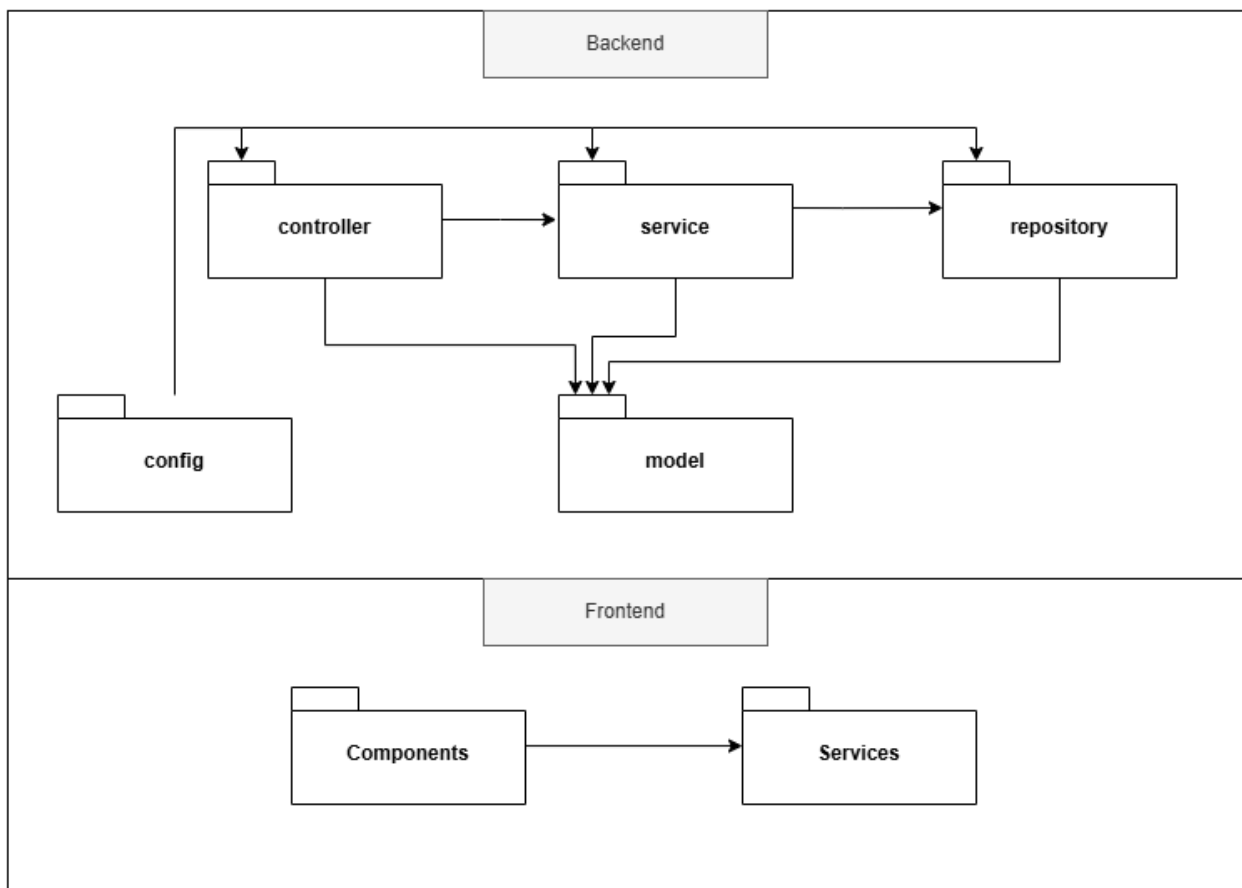 Backend
controller
service
repository
config
model
Frontend
Components
Services